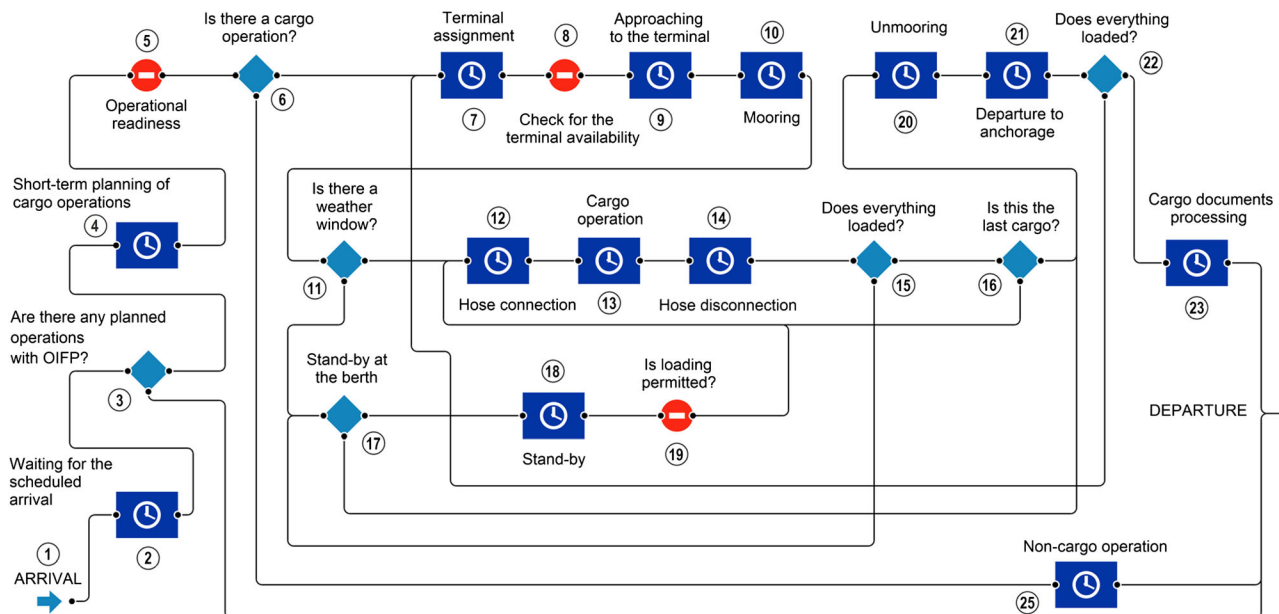 Is there a cargo
operation?
5
6
Operational
readiness
Terminal
assignment
7
8
Check for the
terminal availability
Approaching
to the terminal
9
10
Mooring
Unmooring
20
21
Departure to
anchorage
Does everything
loaded?
22
Short-term planning of
cargo operations
4
Is there a
weather
window?
11
12
Hose connection
Cargo
operation
13
14
Hose disconnection
Does everything
loaded?
15
Is this the
last cargo?
16
Cargo documents
processing
23
Are there any planned
operations
with OIFP?
3
Stand-by at
the berth
17
18
Stand-by
Is loading
permitted?
19
DEPARTURE
Waiting for the
scheduled
arrival
2
1
ARRIVAL
Non-cargo operation
25